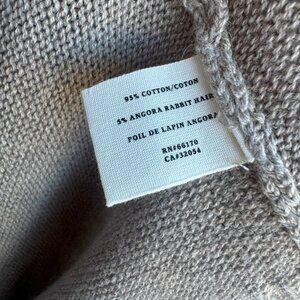 95% COTTON/COTON
5% ANGORA RABBIT HAIR
POIL DE LAPIN ANGORA
RN#66170
CA#32054